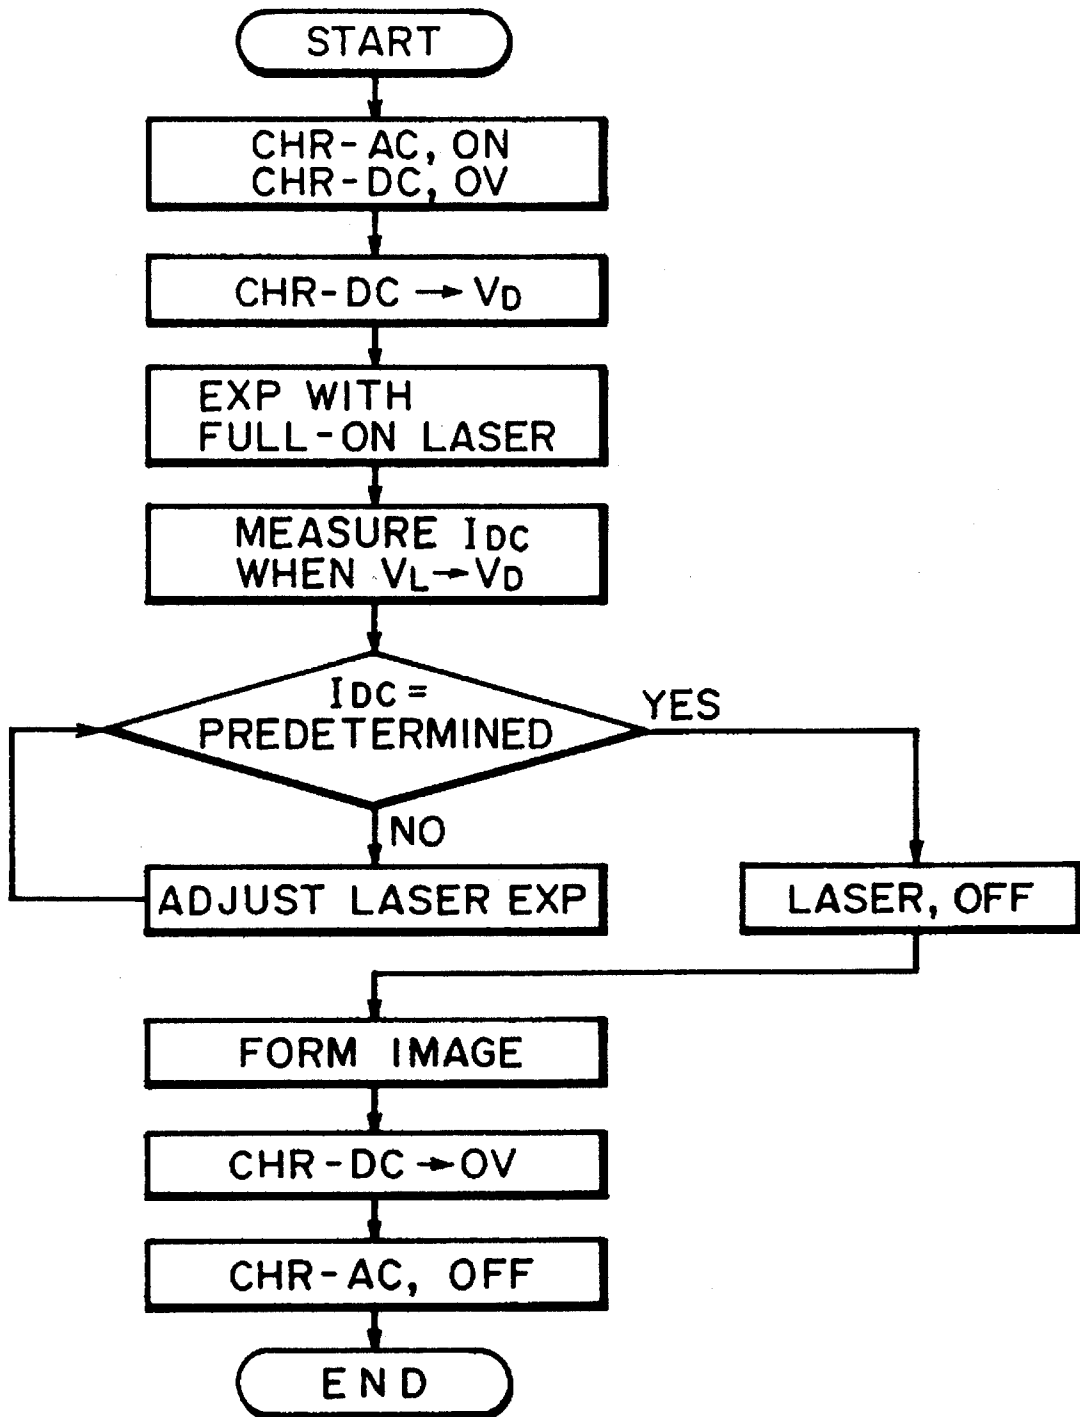 START
CHR-AC, ON
CHR-DC, OV
CHR-DC → VD
EXP WITH
FULL-ON LASER
MEASURE IDC
WHEN VL→VD
IDC =
PREDETERMINED
YES
NO
ADJUST LASER EXP
LASER, OFF
FORM IMAGE
CHR-DC→OV
CHR-AC, OFF
END